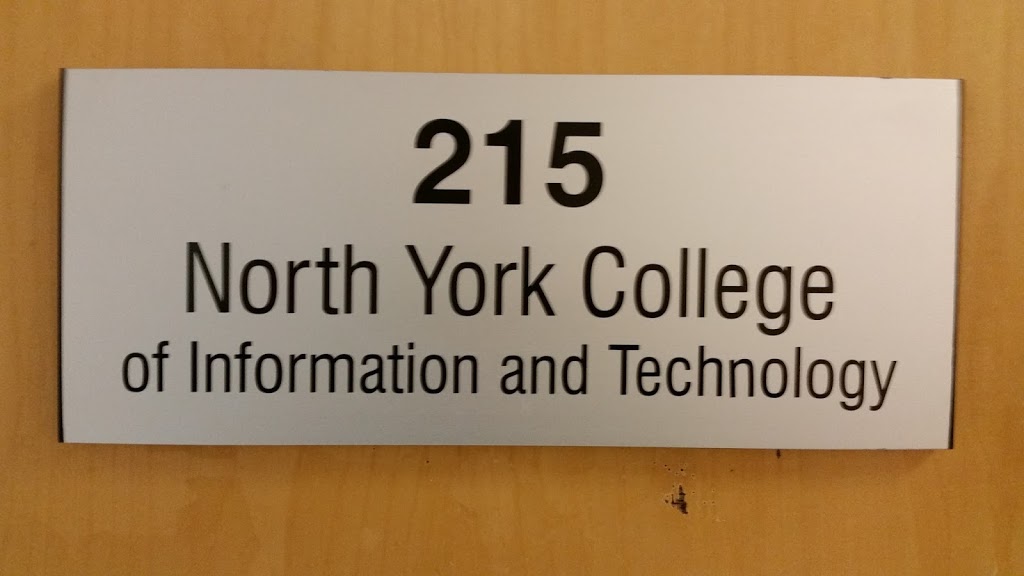 215
North York College
of Information and Technology